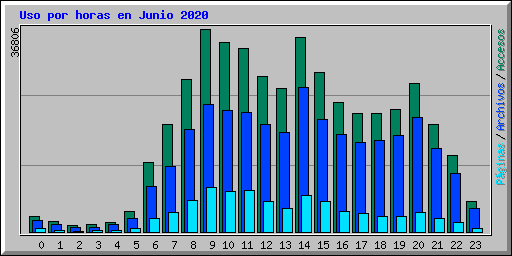 Uso por horas en Junio 2020
36806
Páginas / Archivos / Accesos
0 1 2 3 4 5 6 7 8 9 10 11 12 13 14 15 16 17 18 19 20 21 22 23